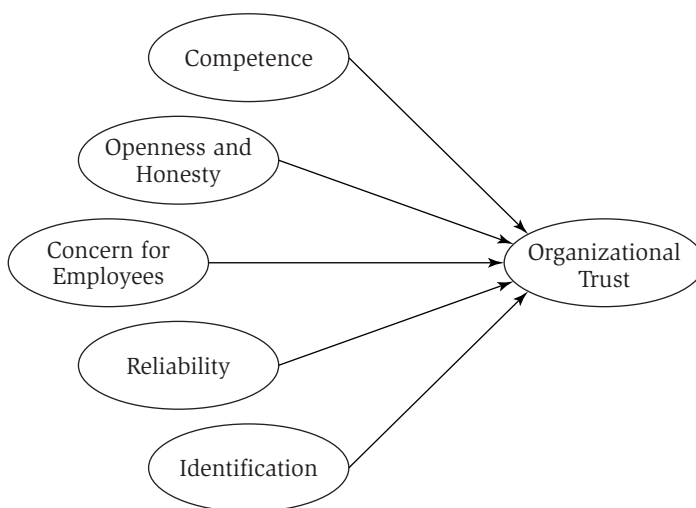 Competence
Openness and
Honesty
Concern for
Employees
Organizational
Trust
Reliability
Identification